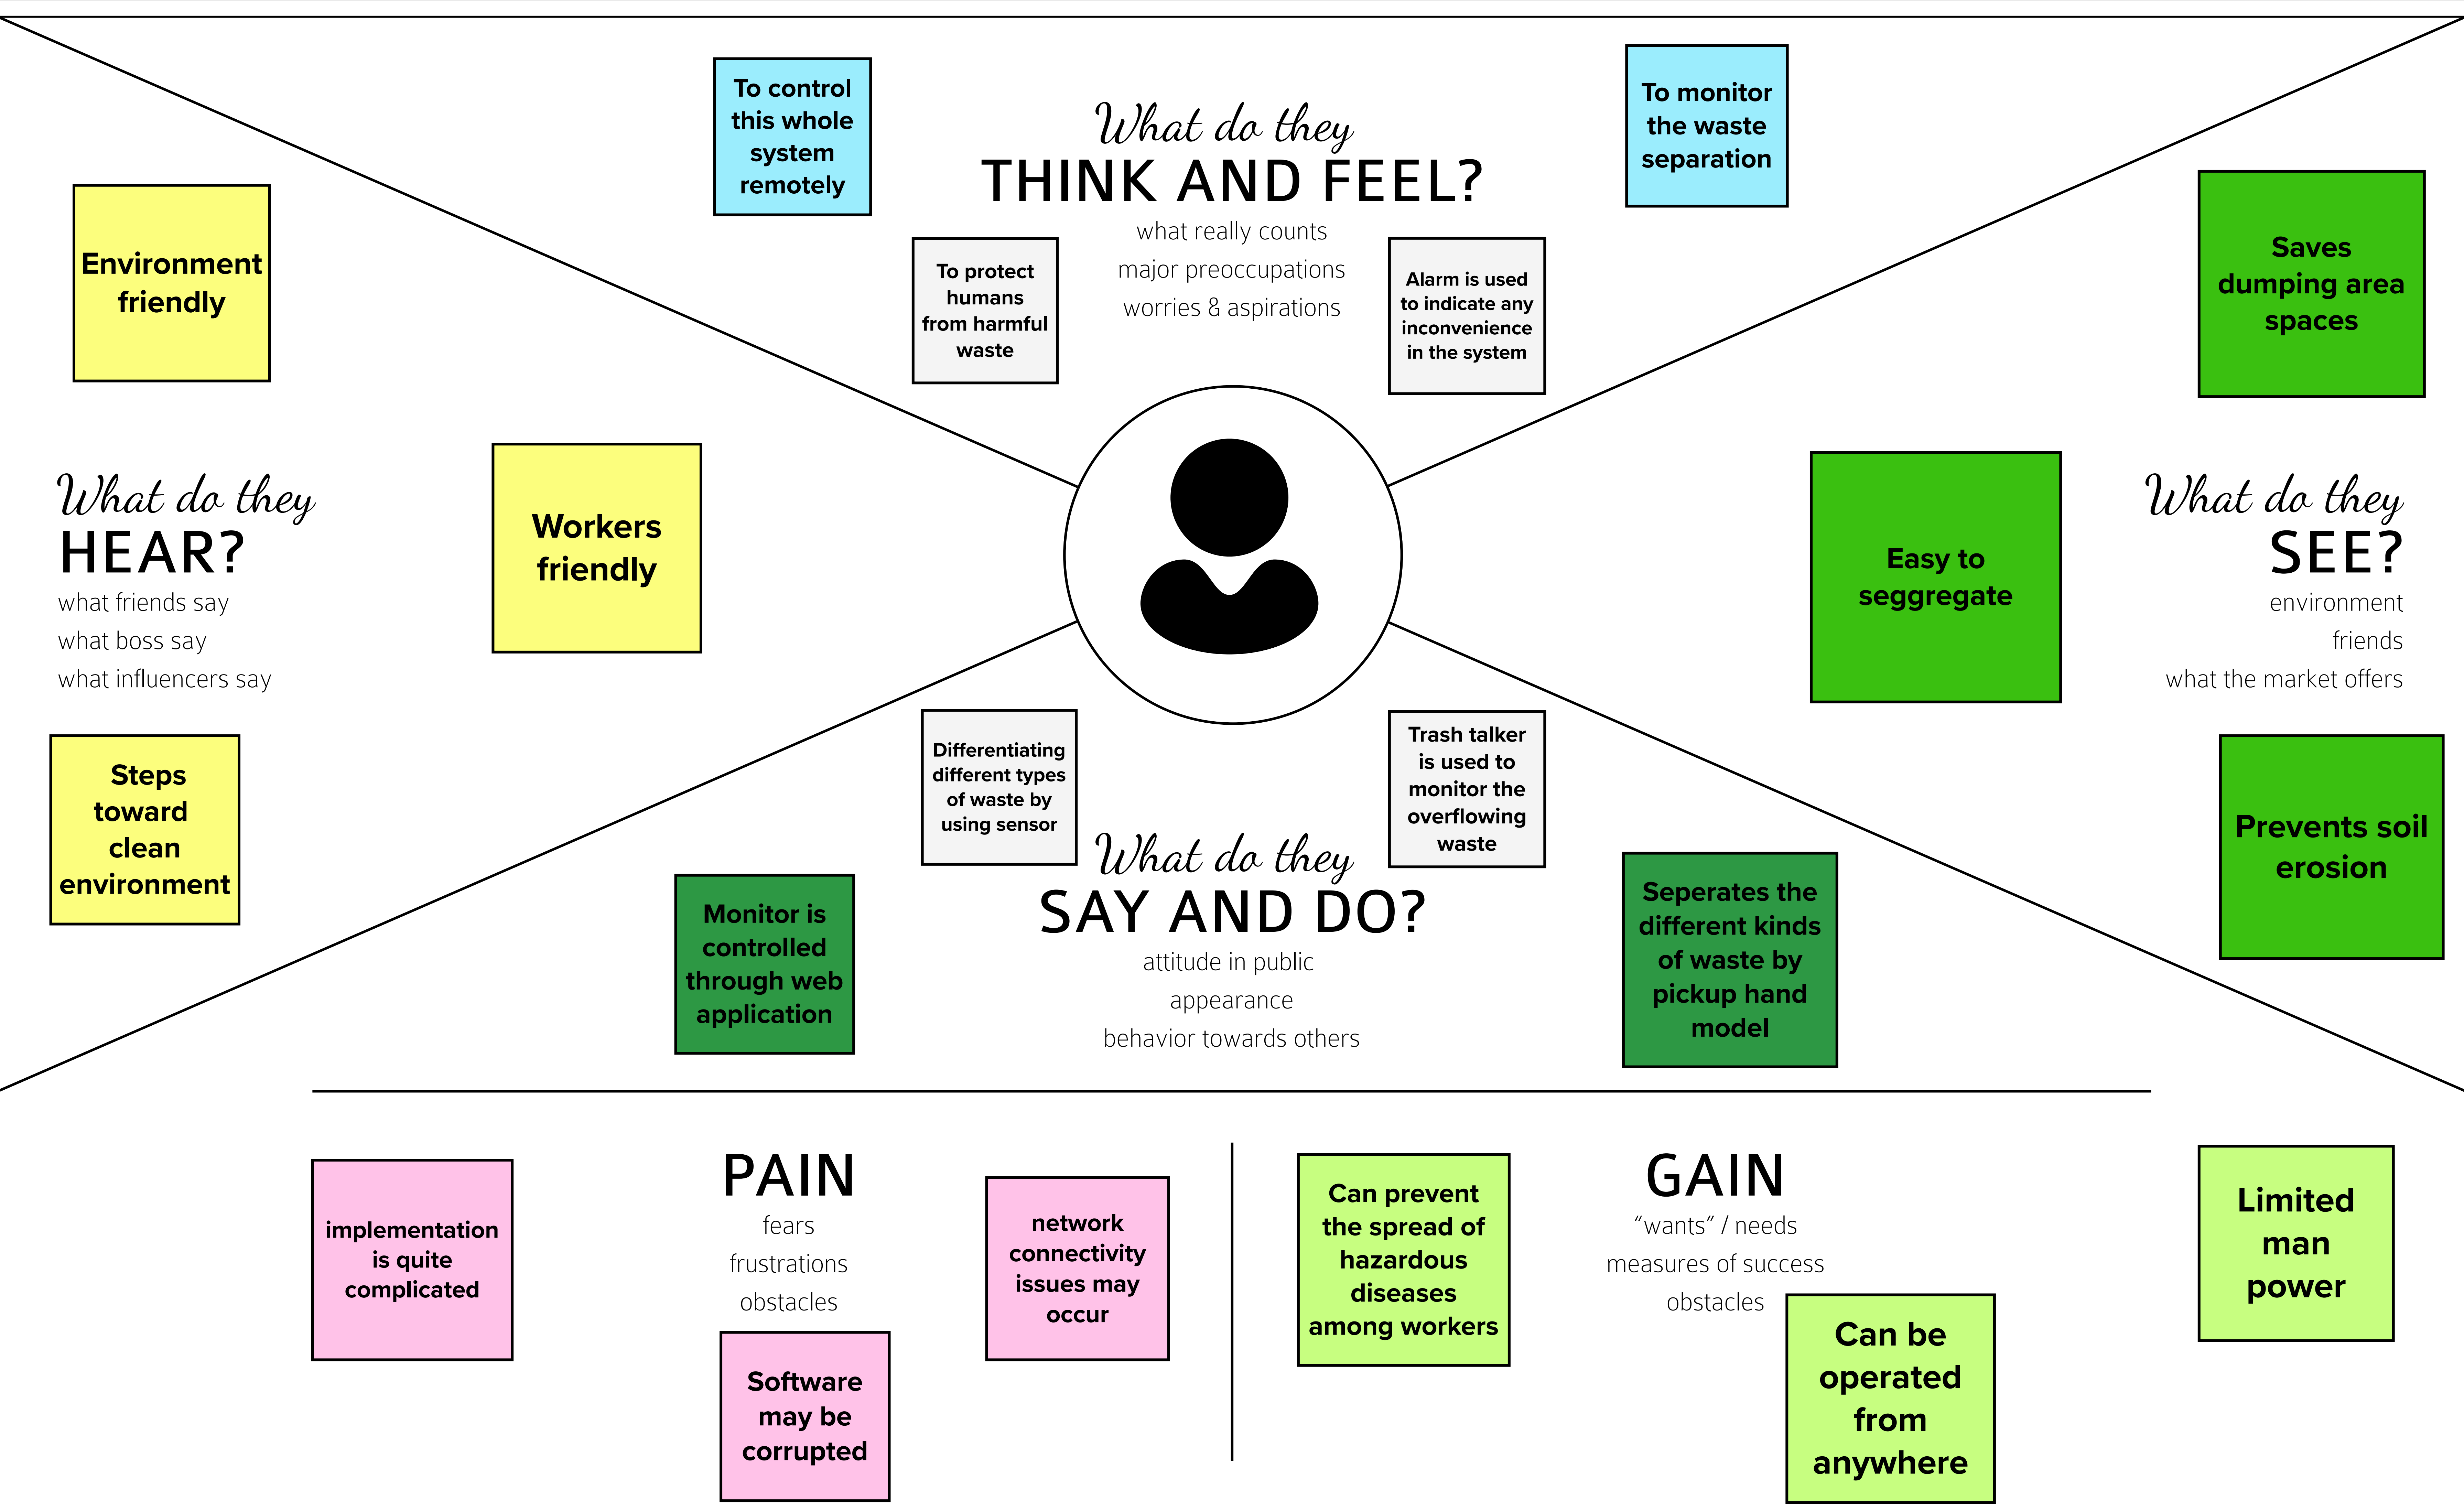 To control
this whole
system
remotely
What do they
THINK AND FEEL?
what really counts
major preoccupations
worries & aspirations
To monitor
the waste
separation
To protect
humans
from harmful
waste
Alarm is used
to indicate any
inconvenience
in the system
Environment
friendly
What do they
HEAR?
what friends say
what boss say
what influencers say
Workers
friendly
Steps
toward
clean
environment
Saves
dumping area
spaces
Easy to
seggregate
What do they
SEE?
environment
friends
what the market offers
Prevents soil
erosion
Differentiating
different types
of waste by
using sensor
Trash talker
is used to
monitor the
overflowing
waste
What do they
SAY AND DO?
attitude in public
appearance
behavior towards others
Monitor is
controlled
through web
application
Seperates the
different kinds
of waste by
pickup hand
model
implementation
is quite
complicated
PAIN
fears
frustrations
obstacles
network
connectivity
issues may
occur
Software
may be
corrupted
Can prevent
the spread of
hazardous
diseases
among workers
GAIN
“wants” / needs
measures of success
obstacles
Can be
operated
from
anywhere
Limited
man
power